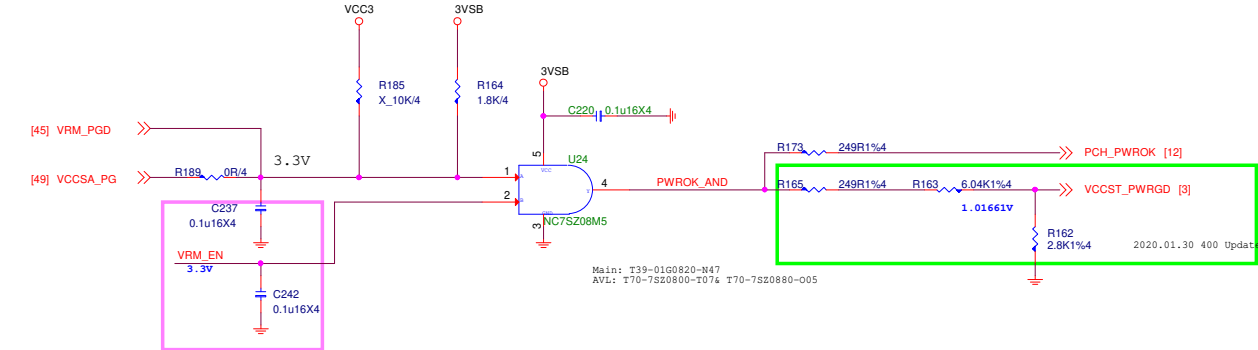 VCC3
3VSB
3VSB
R185
X_10K/4
R164
1.8K/4
C220
0.1u16X4
[45] VRM_PGD
3.3V
5
VCC
U24
R189
0R/4
[49] VCCSA_PG
1
A
2
B
Y
4
PWROK_AND
GND
3
NC7SZ08M5
R173
249R1%4
PCH_PWROK [12]
R165
249R1%4
R163
6.04K1%4
VCCST_PWRGD [3]
1.01661V
C237
0.1u16X4
R162
2.8K1%4
2020.01.30 400 Update
VRM_EN
3.3V
Main: T39-01G0820-N47
AVL: T70-7SZ0800-T07& T70-7SZ0880-O05
C242
0.1u16X4